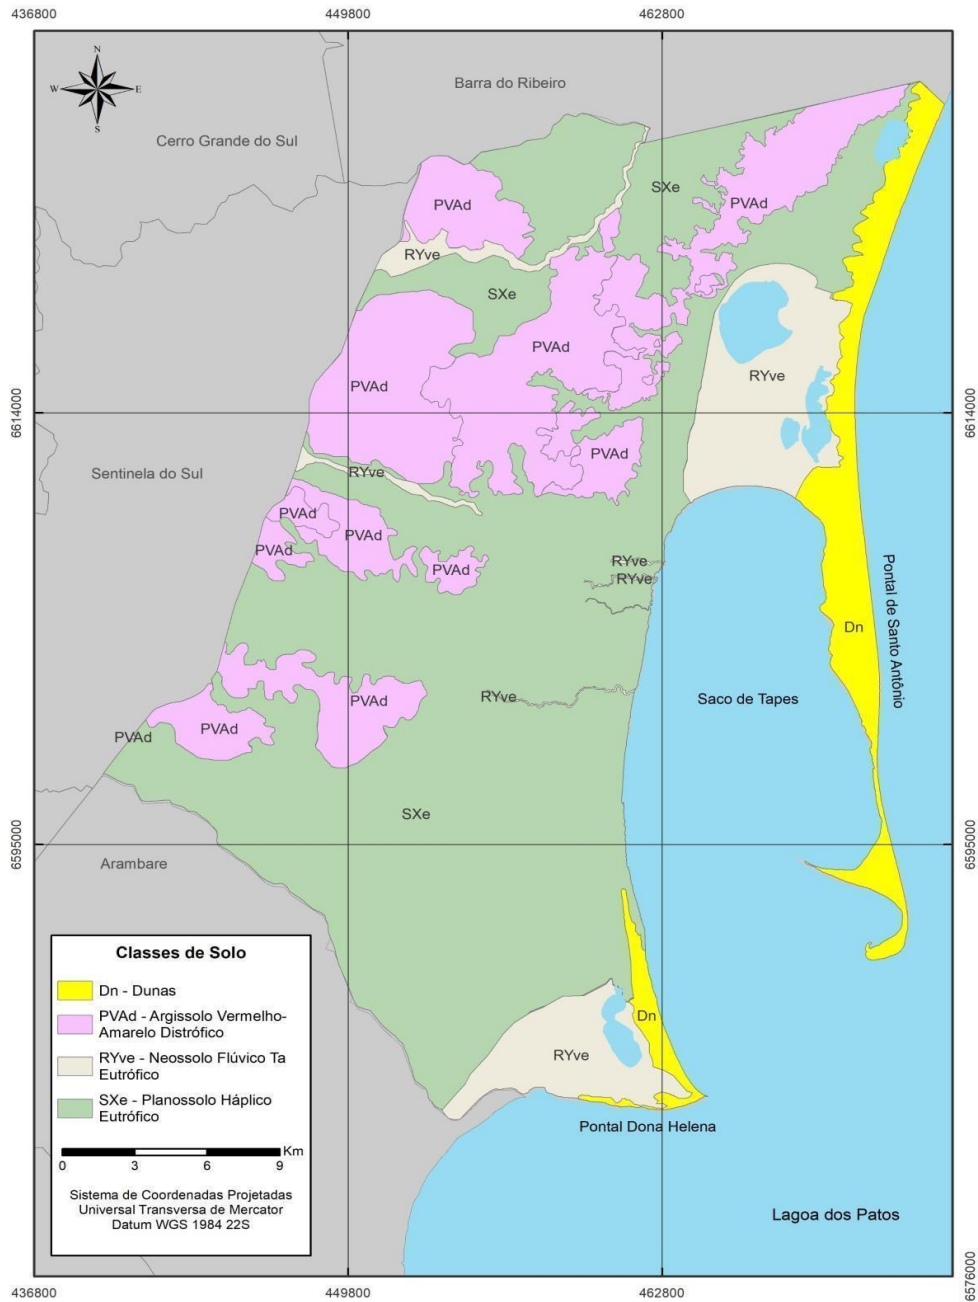 436800
449800
462800
N
W
E
S
Barra do Ribeiro
Cerro Grande do Sul
SXe
PVAd
PVAd
RYve
SXe
PVAd
RYve
PVAd
6614000
6614000
PVAd
Sentinela do Sul
RYve
PVAd
PVAd
PVAd
PVAd
RYve
RYve
Pontal de Santo Antônio
Dn
RYve
PVAd
Saco de Tapes
PVAd
PVAd
SXe
6595000
6595000
Arambare
Classes de Solo
Dn - Dunas
PVAd - Argissolo Vermelho-
Amarelo Distrófico
RYve - Neossolo Flúvico Ta
Eutrófico
SXe - Planossolo Háplico
Eutrófico
Km
0 3 6 9
Sistema de Coordenadas Projetadas
Universal Transversa de Mercator
Datum WGS 1984 22S
Dn
RYve
Pontal Dona Helena
Lagoa dos Patos
6576000
436800
449800
462800